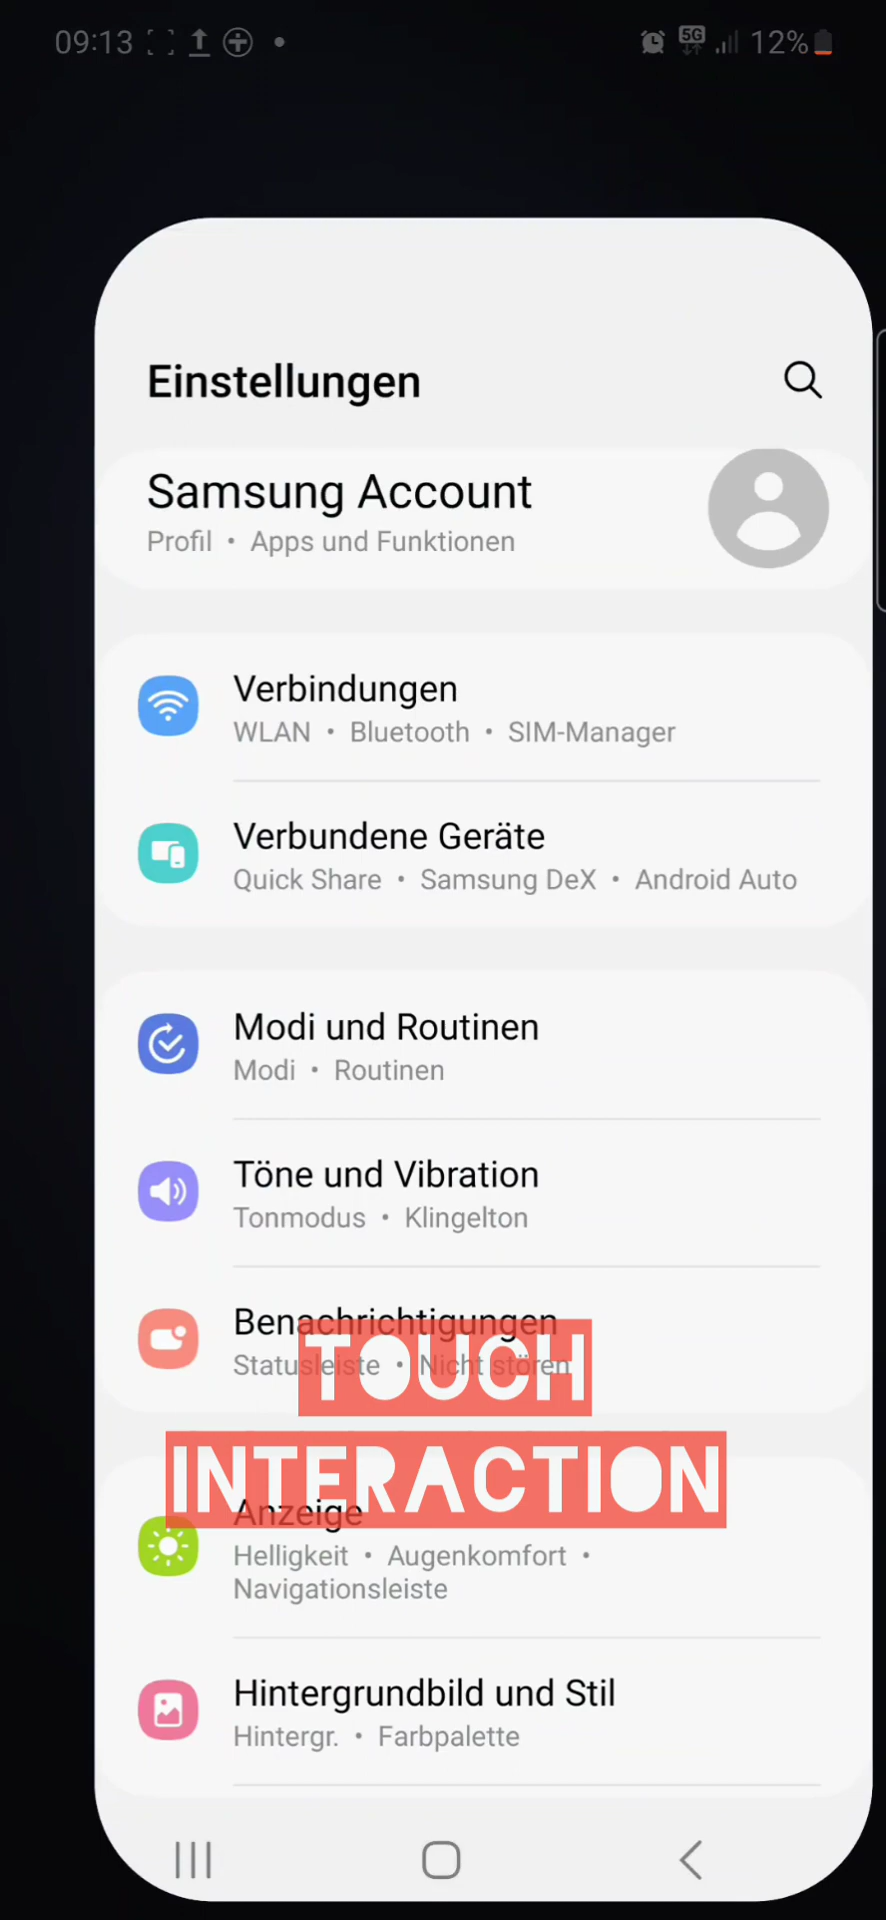 09:13 5G 12%
Einstellungen
Samsung Account
Profil • Apps und Funktionen
Verbindungen
WLAN • Bluetooth • SIM-Manager
Verbundene Geräte
Quick Share • Samsung DeX • Android Auto
Modi und Routinen
Modi • Routinen
Töne und Vibration
Tonmodus • Klingelton
Benachrichtigungen
Statusleiste • Nicht stören
TOUCH
INTERACTION
Anzeige
Helligkeit • Augenkomfort •
Navigationsleiste
Hintergrundbild und Stil
Hintergr. • Farbpalette